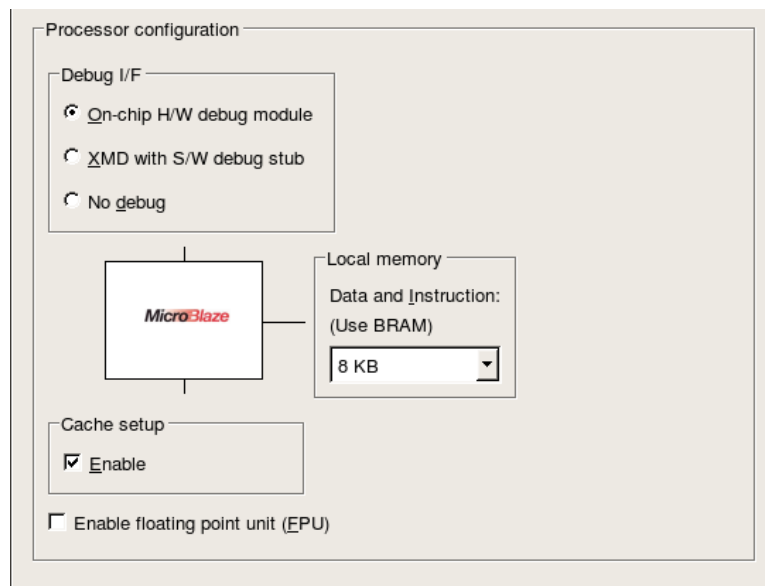 Processor configuration
Debug I/F
On-chip H/W debug module
XMD with S/W debug stub
No debug
MicroBlaze
Local memory
Data and Instruction:
(Use BRAM)
8 KB
Cache setup
Enable
Enable floating point unit (FPU)